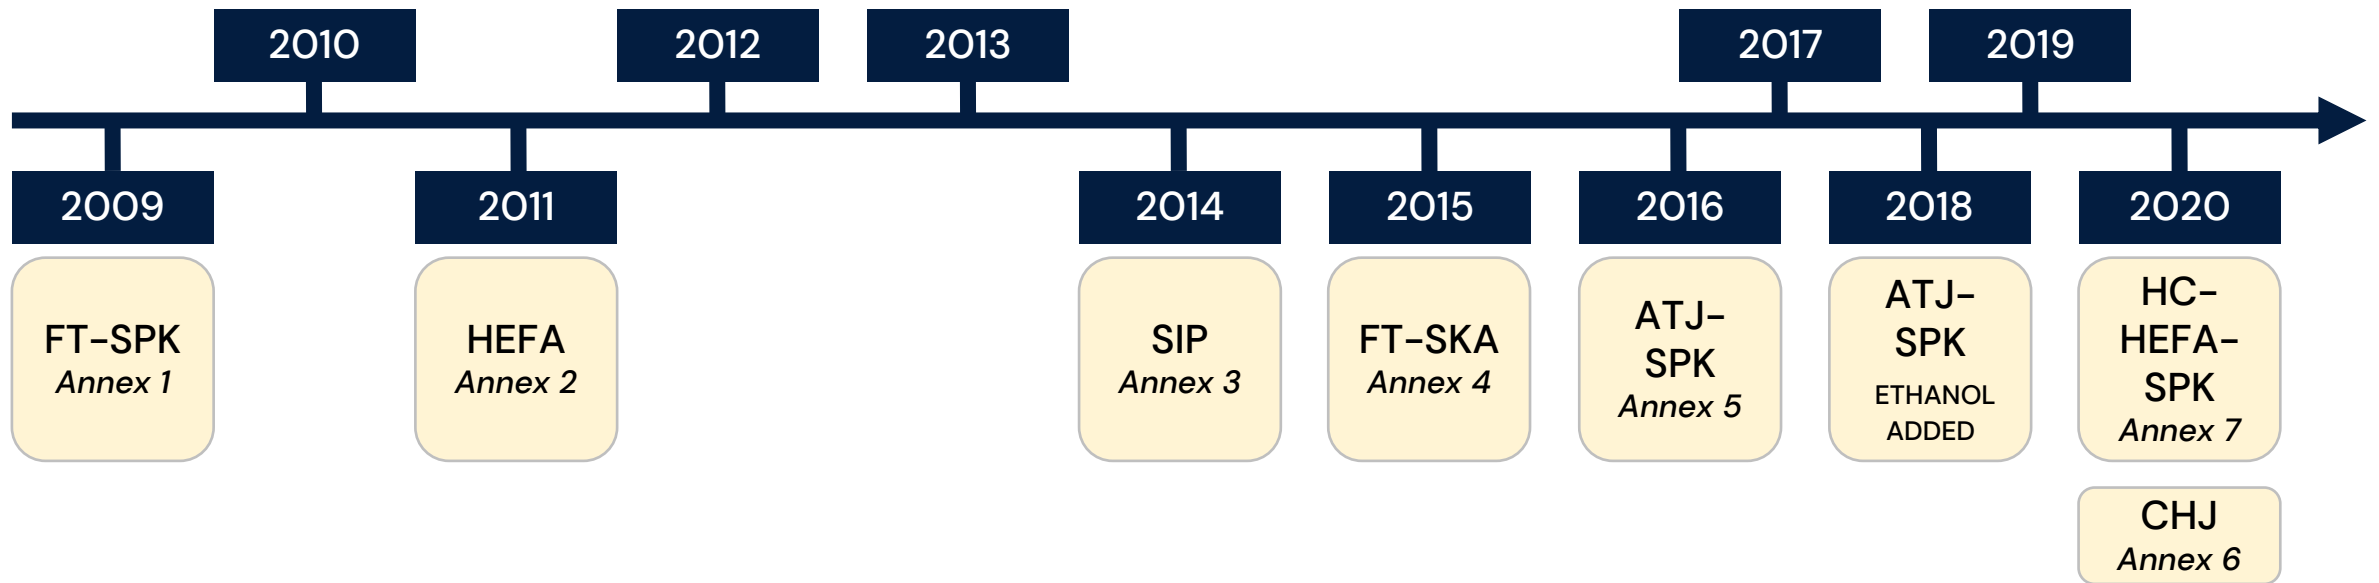 2010
2012
2013
2017
2019
2009
2011
2014
2015
2016
2018
2020
FT-SPK
Annex 1
HEFA
Annex 2
SIP
Annex 3
FT-SKA
Annex 4
ATJ-
SPK
Annex 5
ATJ-
SPK
ETHANOL
ADDED
HC-
HEFA-
SPK
Annex 7
CHJ
Annex 6